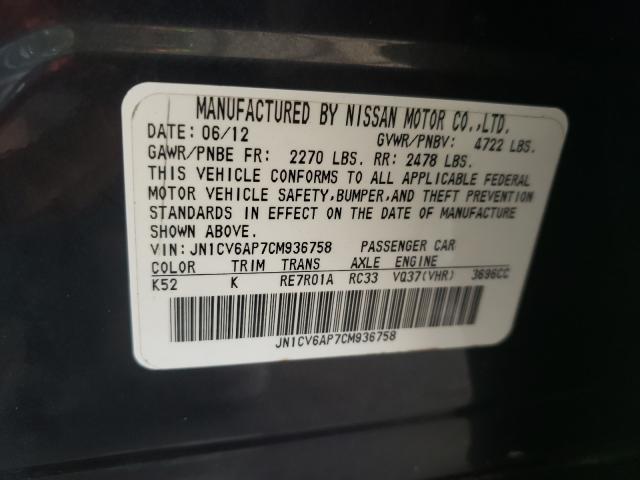 MANUFACTURED BY NISSAN MOTOR CO.,LTD.
DATE: 06/12 GVWR/PNBV: 4722 LBS.
GAWR/PNBE FR: 2270 LBS. RR: 2478 LBS.
THIS VEHICLE CONFORMS TO ALL APPLICABLE FEDERAL
MOTOR VEHICLE SAFETY,BUMPER,AND THEFT PREVENTION
STANDARDS IN EFFECT ON THE DATE OF MANUFACTURE
SHOWN ABOVE.
VIN: JN1CV6AP7CM936758 PASSENGER CAR
COLOR TRIM TRANS AXLE ENGINE
K52 K RE7R01A RC33 VQ37(VHR) 3696CC
JN1CV6AP7CM936758